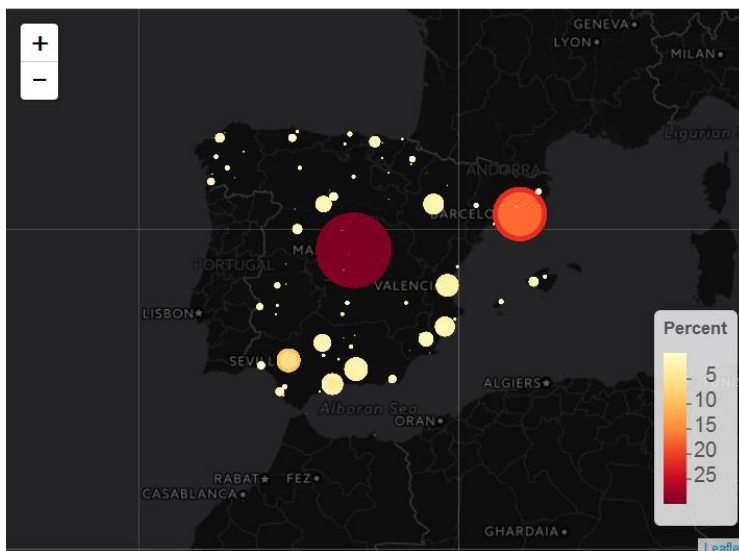 +
GENEVA
LYON
MILAN
−
Ligurian
ANDORRA
BARCELO
MA
PORTUGAL
VALENCI
LISBON
Percent
5
10
15
20
25
SEVILL
ALGIERS
Alboran Sea
ORAN
RABAT
FEZ
CASABLANCA
GHARDAIA
Leafle